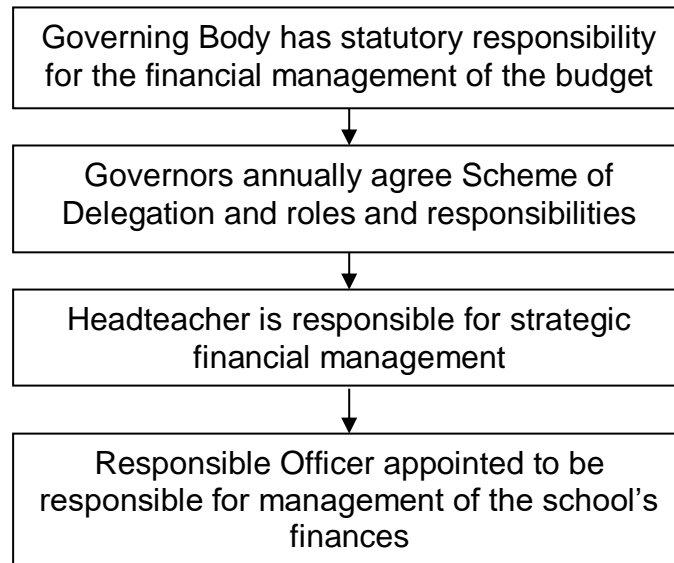 Governing Body has statutory responsibility
for the financial management of the budget
Governors annually agree Scheme of
Delegation and roles and responsibilities
Headteacher is responsible for strategic
financial management
Responsible Officer appointed to be
responsible for management of the school’s
finances